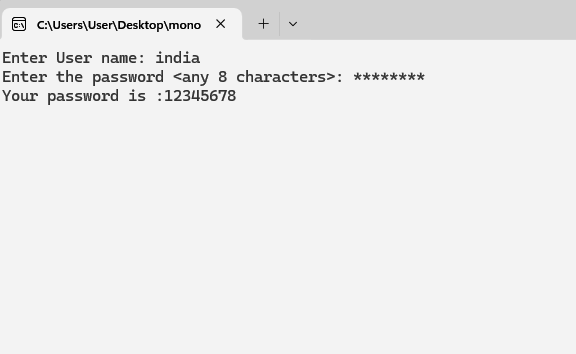 C:\Users\User\Desktop\mono
Enter User name: india
Enter the password <any 8 characters>: ********
Your password is :12345678